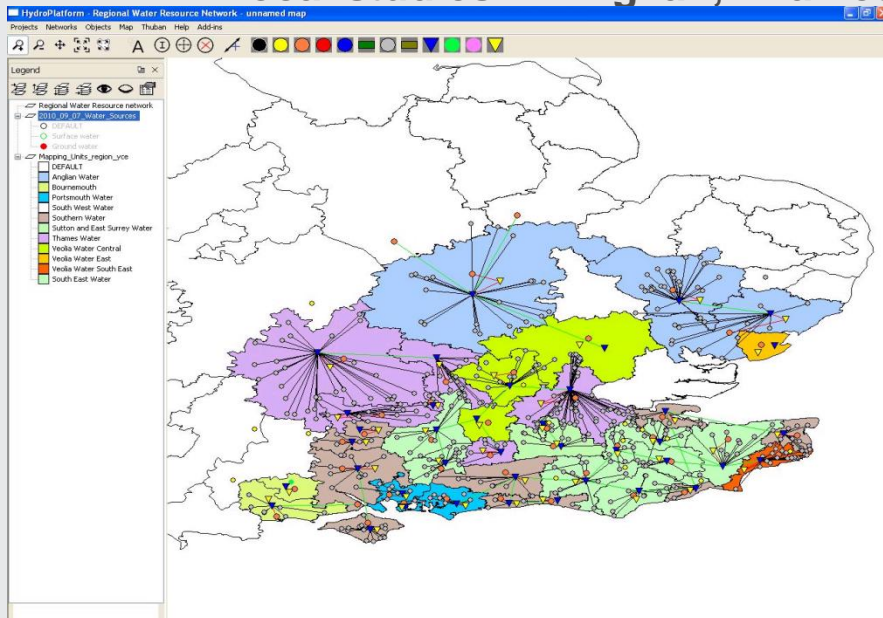 HydroPlatform - Regional Water Resource Network - unnamed map
Projects Networks Objects Map Thuban Help Add-ins
A I
Legend
Regional Water Resource network
2010_09_07_Water_Sources
DEFAULT
Surface water
Ground water
Mapping_Units_region_yce
DEFAULT
Anglian Water
Bournemouth
Portsmouth Water
South West Water
Southern Water
Sutton and East Surrey Water
Thames Water
Veolia Water Central
Veolia Water East
Veolia Water South East
South East Water